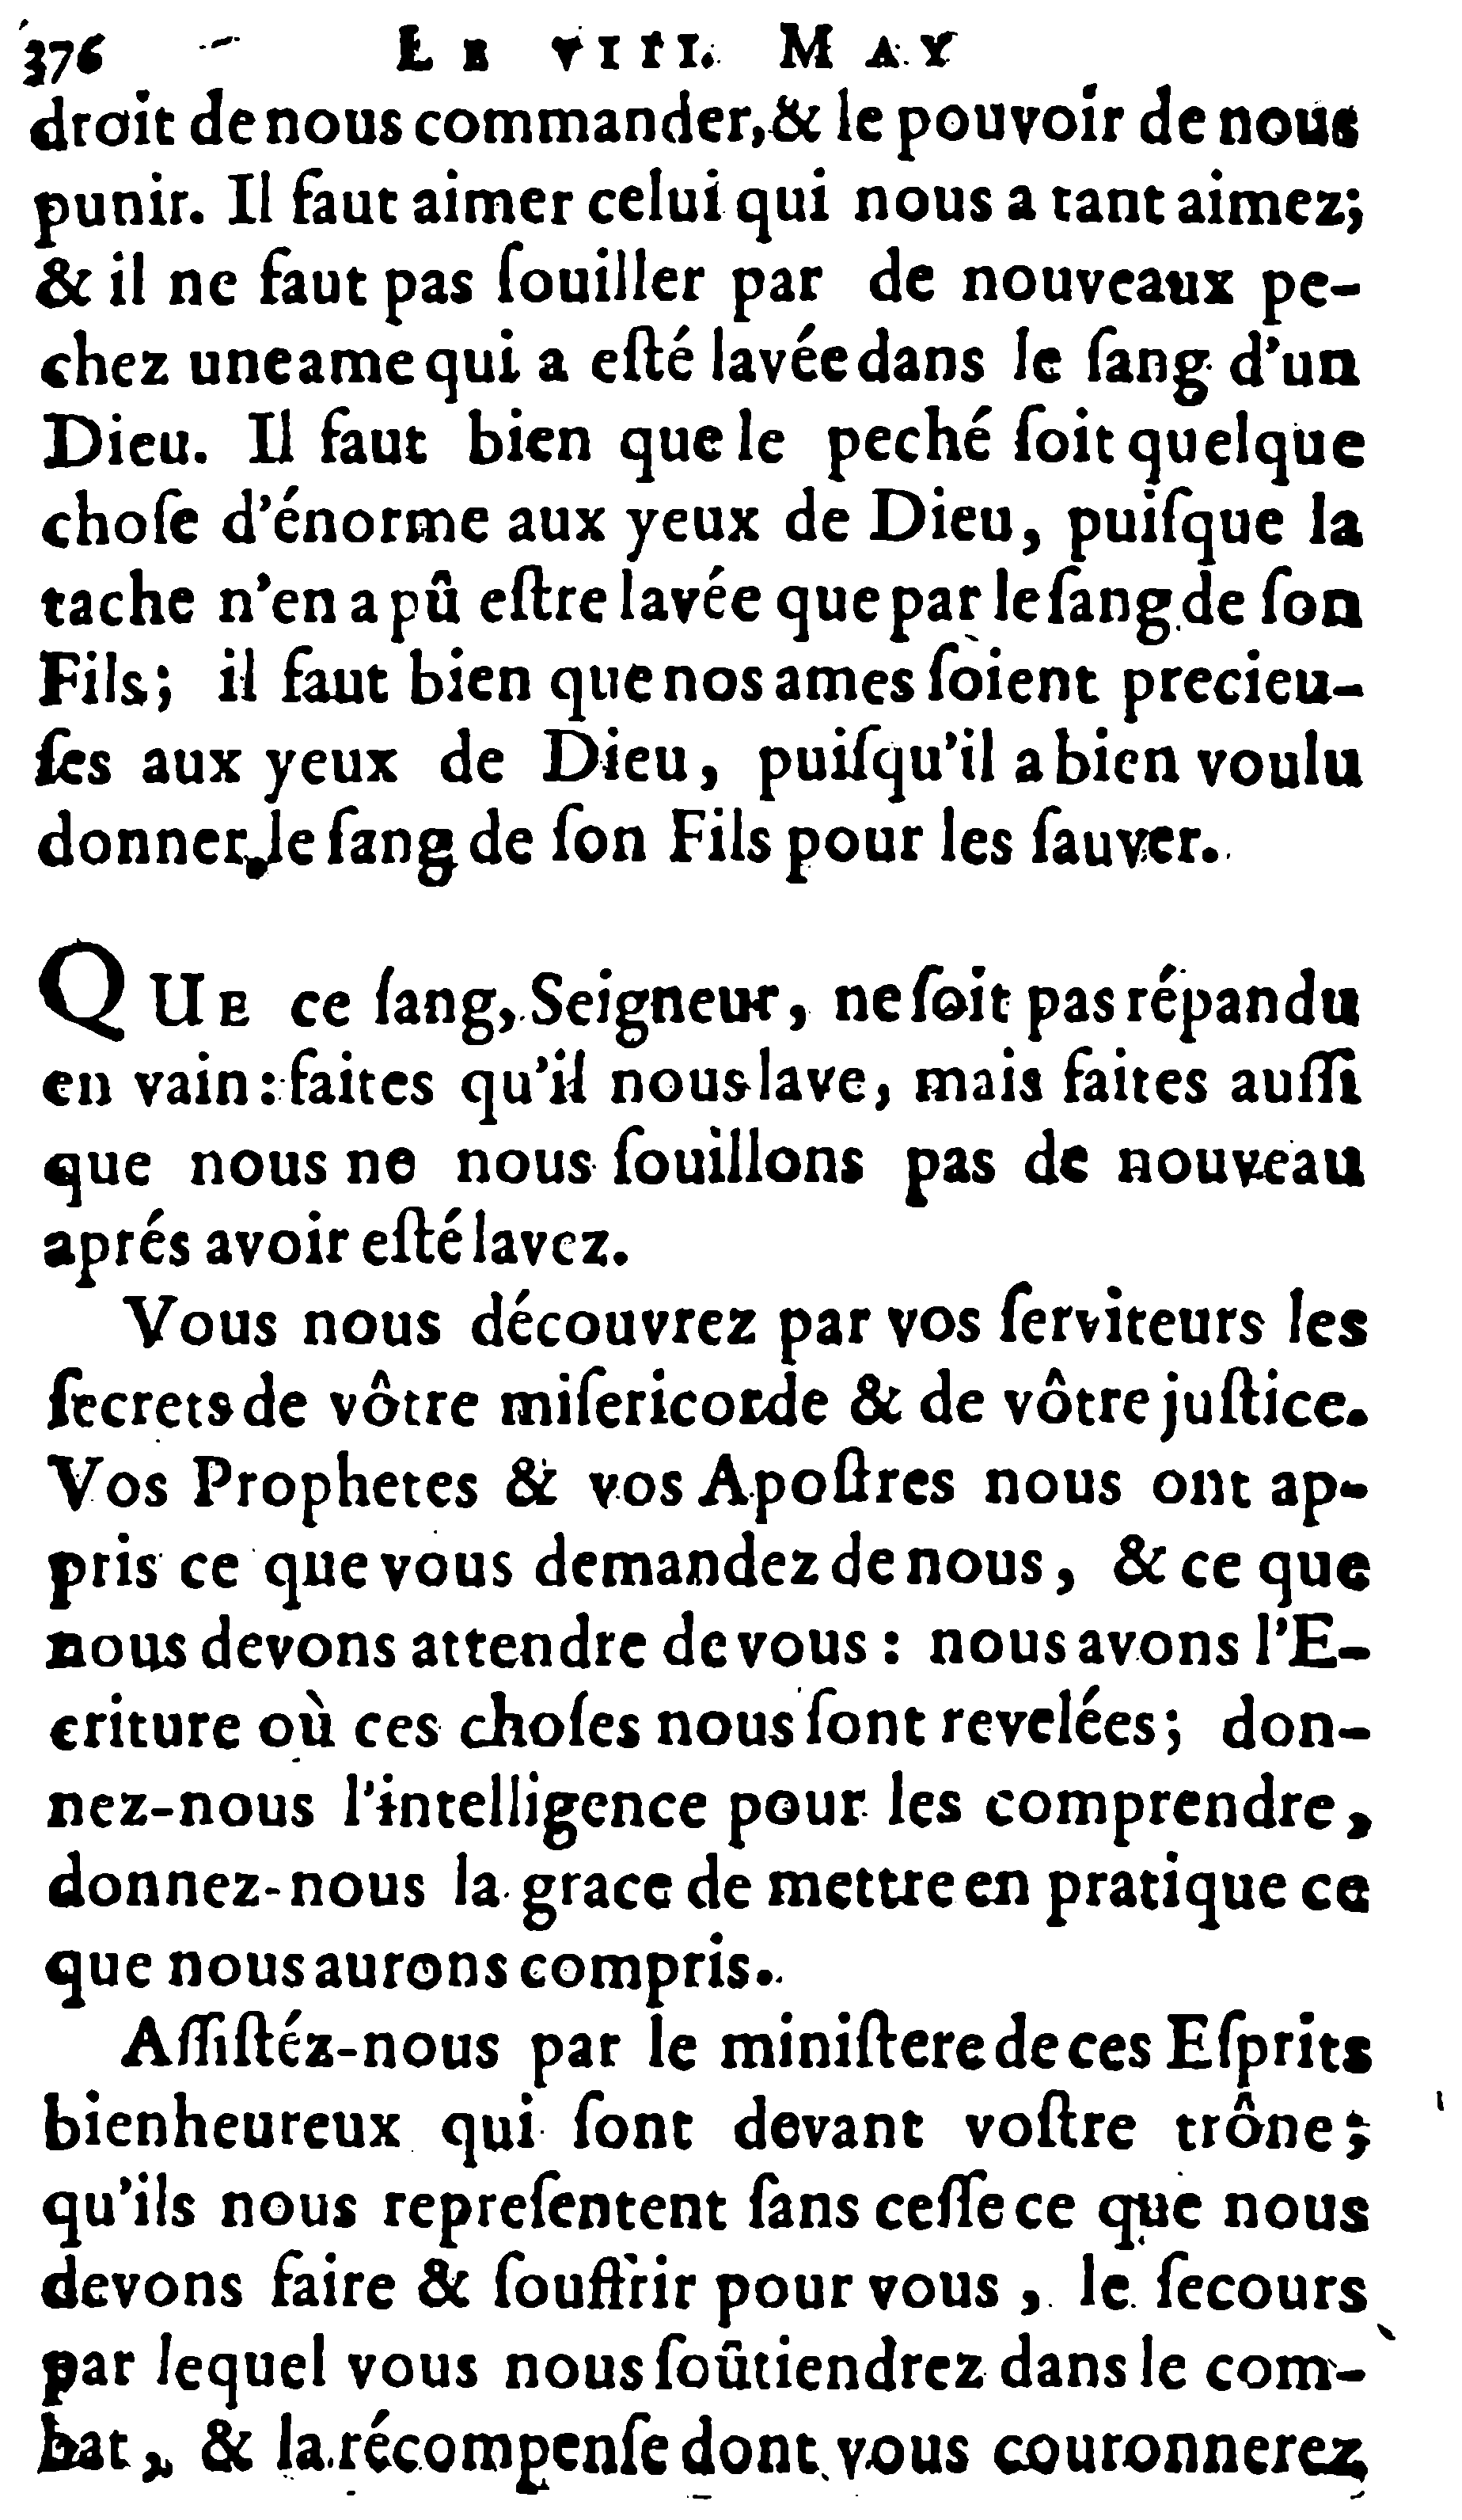 376 LE VIII. MAY
droit de nous commander, & le pouvoir de nous
punir. Il faut aimer celui qui nous a tant aimez;
& il ne faut pas ſouiller par de nouveaux pe-
chez une ame qui a eſté lavée dans le ſang d'un
Dieu. Il faut bien que le peché ſoit quelque
choſe d'énorme aux yeux de Dieu, puiſque la
tache n'en a pû eſtre lavée que par le ſang de ſon
Fils; il faut bien que nos ames ſoient precieu-
ſes aux yeux de Dieu, puiſqu'il a bien voulu
donner le ſang de ſon Fils pour les ſauver.
QUE ce ſang, Seigneur, ne ſoit pas répandu
en vain: faites qu'il nous lave, mais faites auſſi
que nous ne nous ſouillons pas de nouveau
aprés avoir eſté lavez.
Vous nous découvrez par vos ſerviteurs les
ſecrets de vôtre miſericorde & de vôtre juſtice.
Vos Prophetes & vos Apoſtres nous ont ap-
pris ce que vous demandez de nous, & ce que
nous devons attendre de vous: nous avons l'E-
criture où ces choſes nous ſont revelées; don-
nez-nous l'intelligence pour les comprendre,
donnez-nous la grace de mettre en pratique ce
que nous aurons compris.
Aſſiſtéz-nous par le miniſtere de ces Eſprits
bienheureux qui ſont devant voſtre trône;
qu'ils nous repreſentent ſans ceſſe ce que nous
devons faire & ſouffrir pour vous, le ſecours
par lequel vous nous ſoûtiendrez dans le com-
bat, & la récompenſe dont vous couronnerez